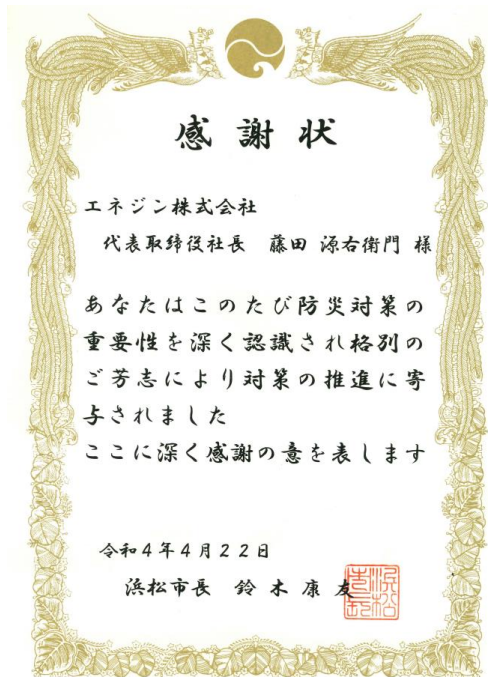 感謝状
エネジン株式会社
代表取締役社長 藤田 源右衛門 様
あなたはこのたび防災対策の
重要性を深く認識され格別の
ご芳志により対策の推進に寄
与されました
ここに深く感謝の意を表します
令和4年4月22日
浜松市長 鈴木康友
浜松
市長印